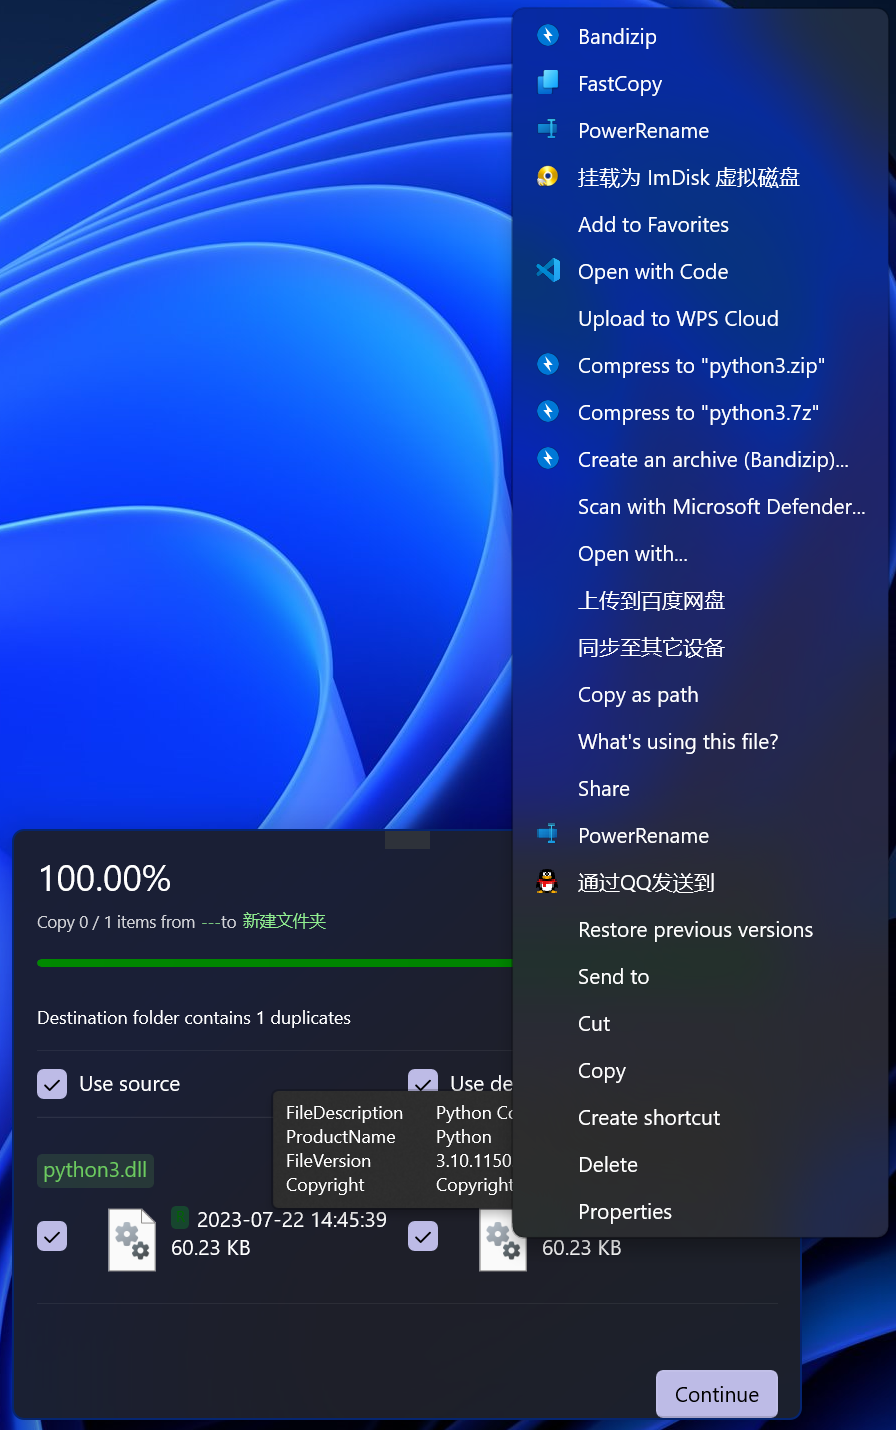 Bandizip
FastCopy
PowerRename
挂载为 ImDisk 虚拟磁盘
Add to Favorites
Open with Code
Upload to WPS Cloud
Compress to "python3.zip"
Compress to "python3.7z"
Create an archive (Bandizip)...
Scan with Microsoft Defender...
Open with...
上传到百度网盘
同步至其它设备
Copy as path
What's using this file?
Share
PowerRename
通过QQ发送到
Restore previous versions
Send to
Cut
Copy
Create shortcut
Delete
Properties
100.00%
Copy 0 / 1 items from ---to 新建文件夹
Destination folder contains 1 duplicates
Use source
Use de
FileDescription Python Co
ProductName Python
FileVersion 3.10.1150
Copyright Copyright
python3.dll
2023-07-22 14:45:39
60.23 KB
60.23 KB
Continue